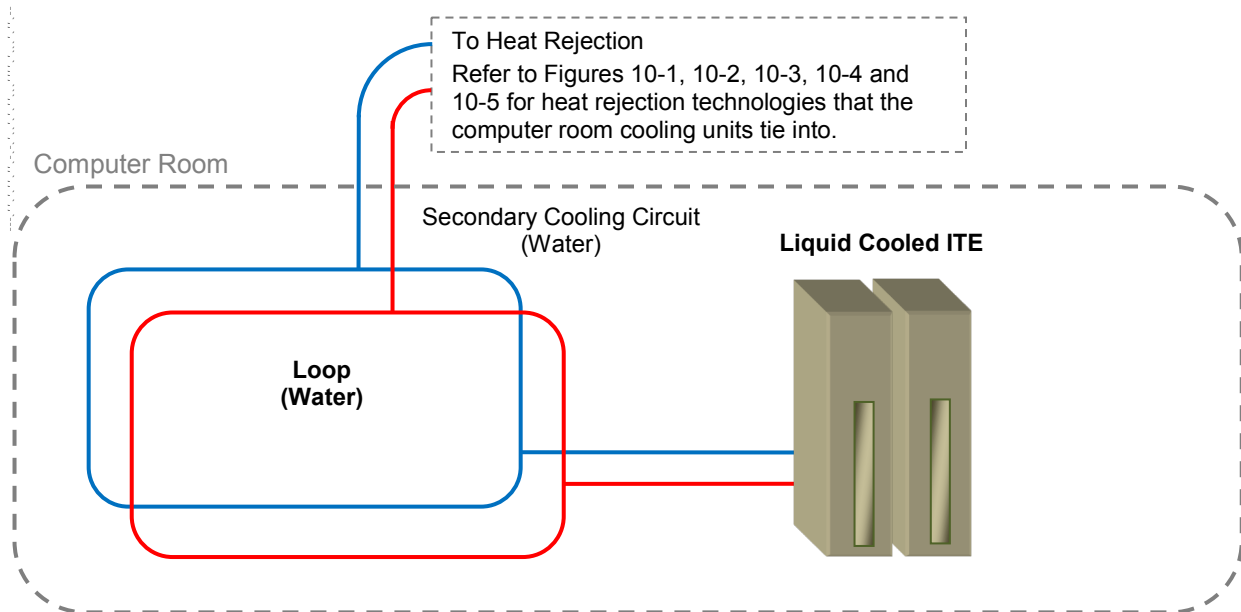 To Heat Rejection
Refer to Figures 10-1, 10-2, 10-3, 10-4 and
10-5 for heat rejection technologies that the
computer room cooling units tie into.
Computer Room
Secondary Cooling Circuit
(Water)
Liquid Cooled ITE
Loop
(Water)